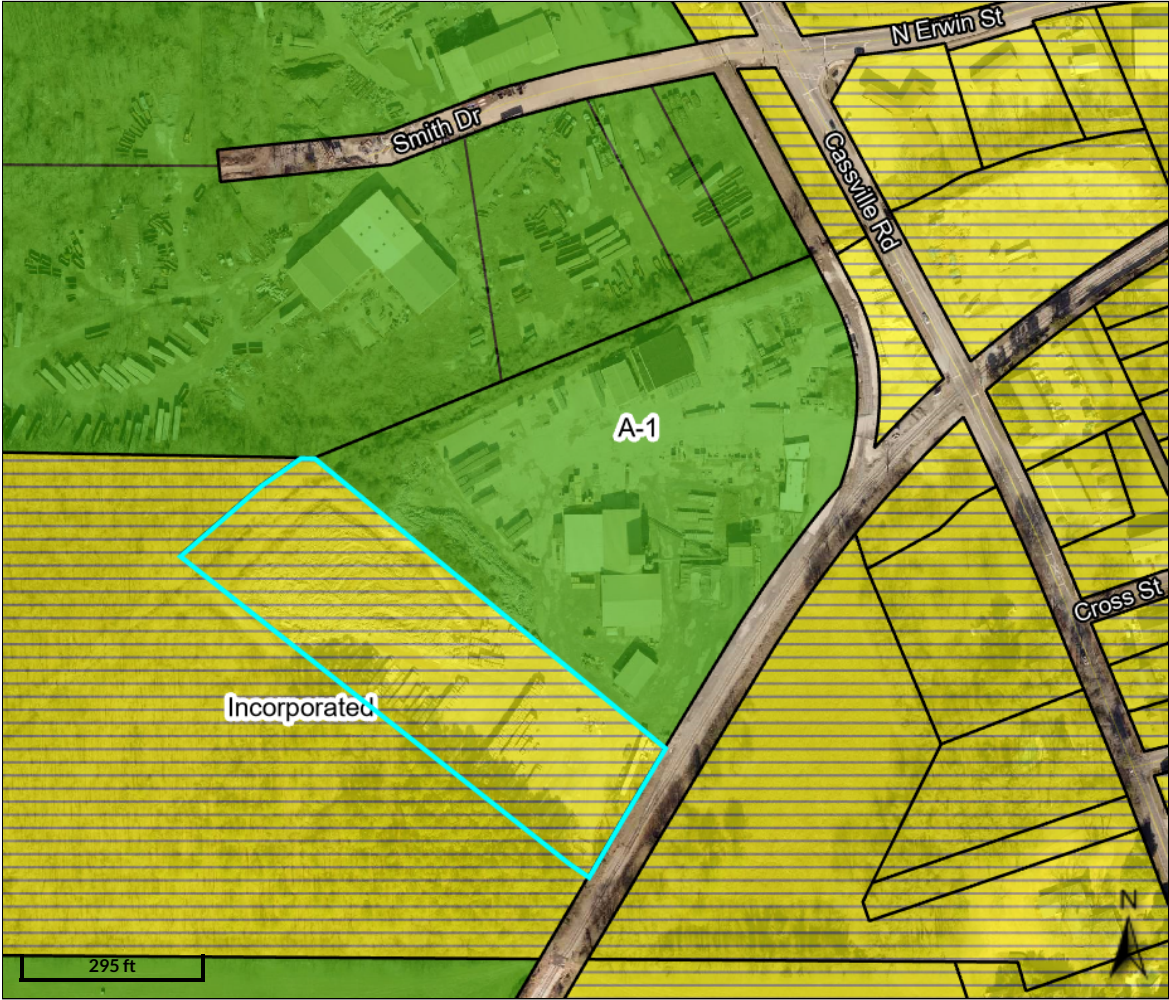 N Erwin St
Smith Dr
Cassville Rd
A-1
Cross St
Incorporated
N
295 ft